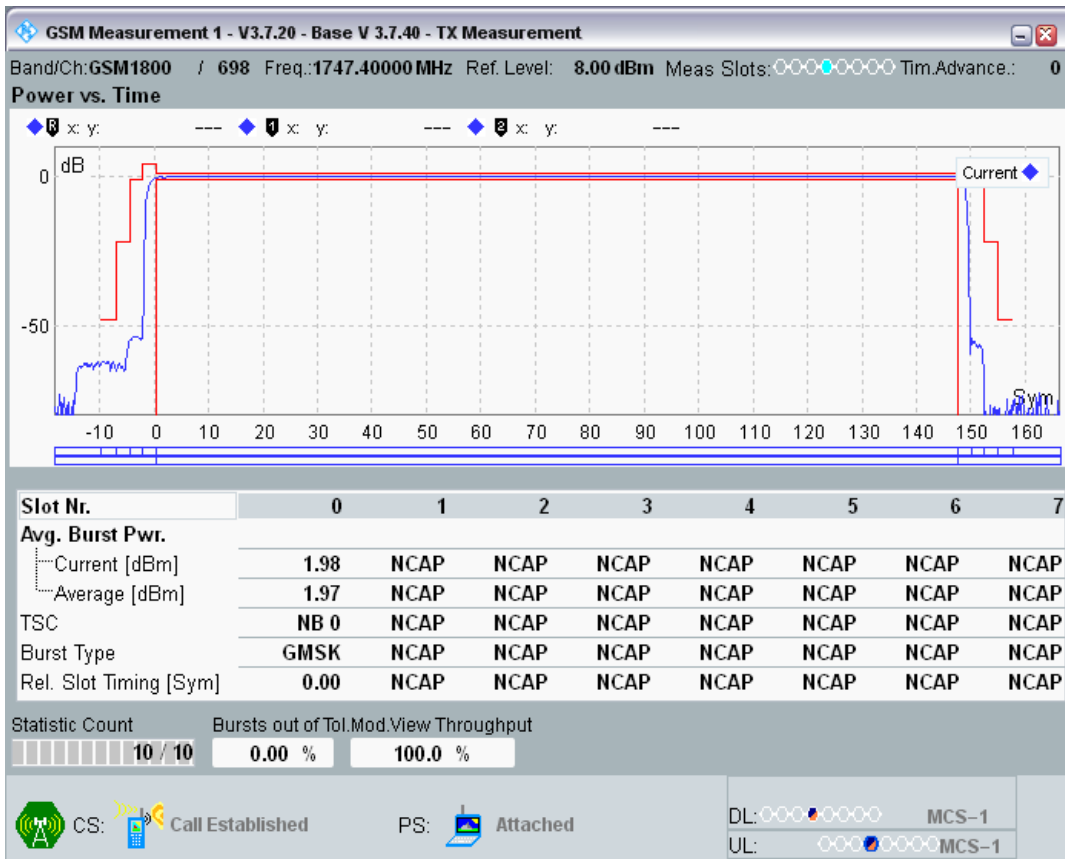 GSM Measurement 1 - V3.7.20 - Base V 3.7.40 - TX Measurement
Band/Ch:GSM1800 / 698 Freq.:1747.40000 MHz Ref. Level: 8.00 dBm Meas Slots: Tim.Advance.: 0
Power vs. Time
R x: y: --- 1 x: y: --- 2 x: y: ---
dB
Current
0
-50
Sym
-10 0 10 20 30 40 50 60 70 80 90 100 110 120 130 140 150 160
Slot Nr. 0 1 2 3 4 5 6 7
Avg. Burst Pwr.
Current [dBm] 1.98 NCAP NCAP NCAP NCAP NCAP NCAP NCAP
Average [dBm] 1.97 NCAP NCAP NCAP NCAP NCAP NCAP NCAP
TSC NB 0 NCAP NCAP NCAP NCAP NCAP NCAP NCAP
Burst Type GMSK NCAP NCAP NCAP NCAP NCAP NCAP NCAP
Rel. Slot Timing [Sym] 0.00 NCAP NCAP NCAP NCAP NCAP NCAP NCAP
Statistic Count Bursts out of Tol.Mod.View Throughput
10 / 10 0.00 % 100.0 %
CS: Call Established PS: Attached
DL: MCS-1
UL: MCS-1